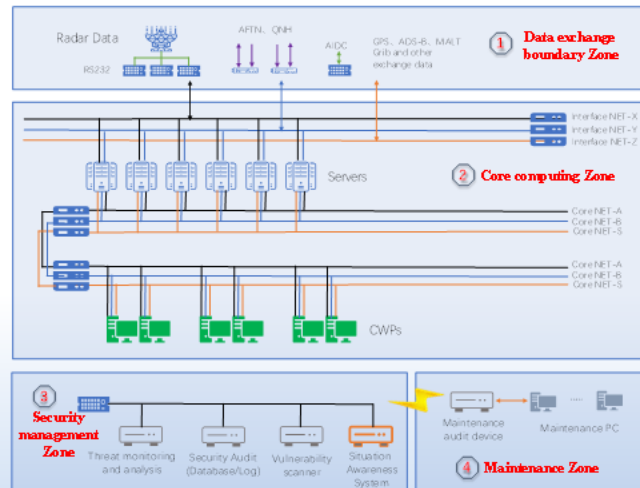 Radar Data
RS232
AFTN、 QNH
AIDC
GPS、ADS-B、MALT
Grib and other
exchange data
1 Data exchange
boundary Zone
Interface NET-X
Interface NET-Y
Interface NET-Z
Servers
2 Core computing Zone
Core NET-A
Core NET-B
Core NET-S
Core NET-A
Core NET-B
Core NET-S
CWPs
3
Security
management
Zone
Threat monitoring
and analysis
Security Audit
(Database/Log)
Vulnerability
scanner
Situation
Awareness
System
Maintenance
audit device
.....
Maintenance PC
4 Maintenance Zone